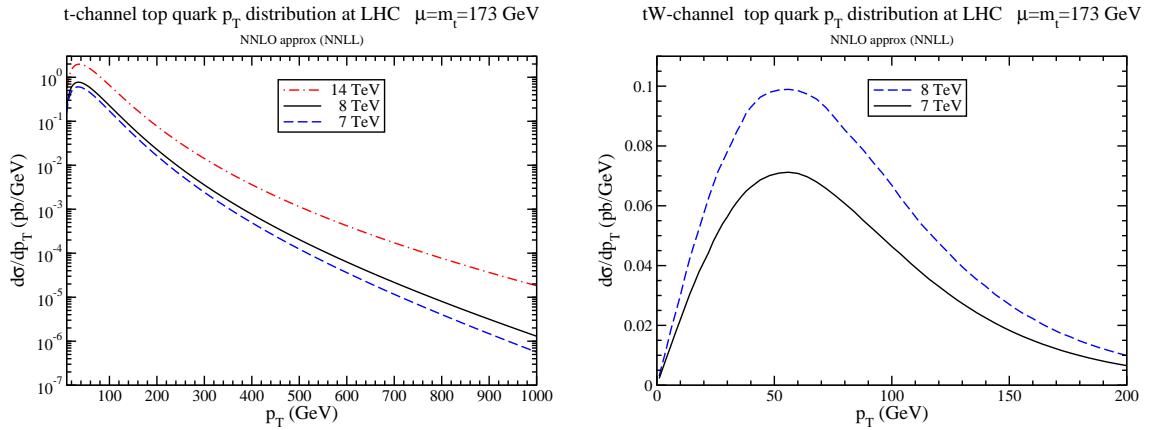 t-channel top quark p_T distribution at LHC μ=m_t=173 GeV
NNLO approx (NNLL)
14 TeV
8 TeV
7 TeV
dσ/dp_T (pb/GeV)
10^0
10^-1
10^-2
10^-3
10^-4
10^-5
10^-6
10^-7
100 200 300 400 500 600 700 800 900 1000
p_T (GeV)
tW-channel top quark p_T distribution at LHC μ=m_t=173 GeV
NNLO approx (NNLL)
8 TeV
7 TeV
dσ/dp_T (pb/GeV)
0.1
0.08
0.06
0.04
0.02
0
0 50 100 150 200
p_T (GeV)